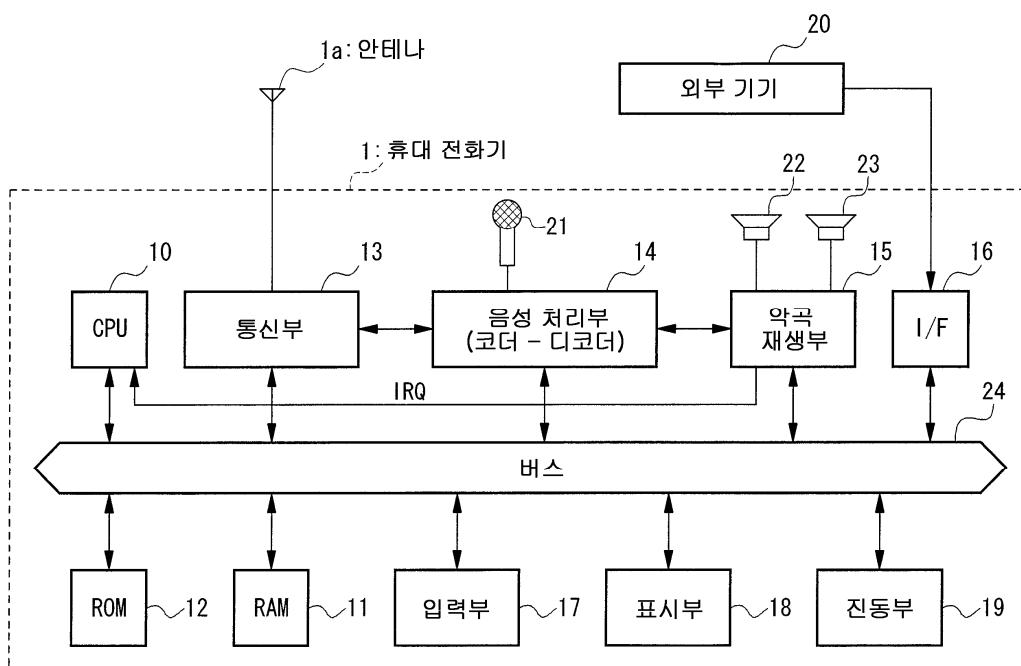 1a: 안테나
20
외부 기기
1: 휴대 전화기
22
23
21
10
13
14
15
16
CPU
통신부
음성 처리부
(코더 - 디코더)
악곡
재생부
I/F
IRQ
24
버스
ROM
12
RAM
11
입력부
17
표시부
18
진동부
19